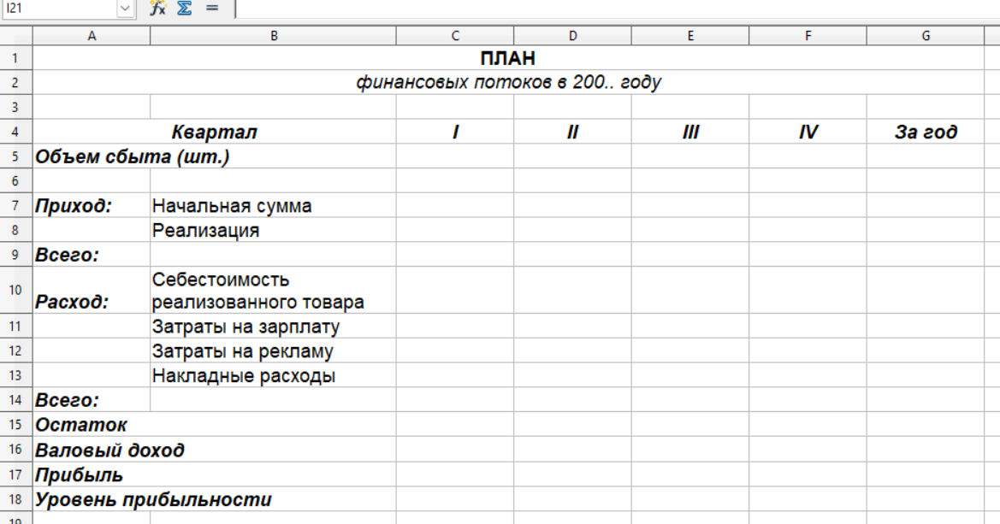 I21
A B C D E F G
1 ПЛАН
2 финансовых потоков в 200.. году
3
4 Квартал I II III IV За год
5 Объем сбыта (шт.)
6
7 Приход: Начальная сумма
8 Реализация
9 Всего:
10 Расход: Себестоимость
реализованного товара
11 Затраты на зарплату
12 Затраты на рекламу
13 Накладные расходы
14 Всего:
15 Остаток
16 Валовый доход
17 Прибыль
18 Уровень прибыльности
19